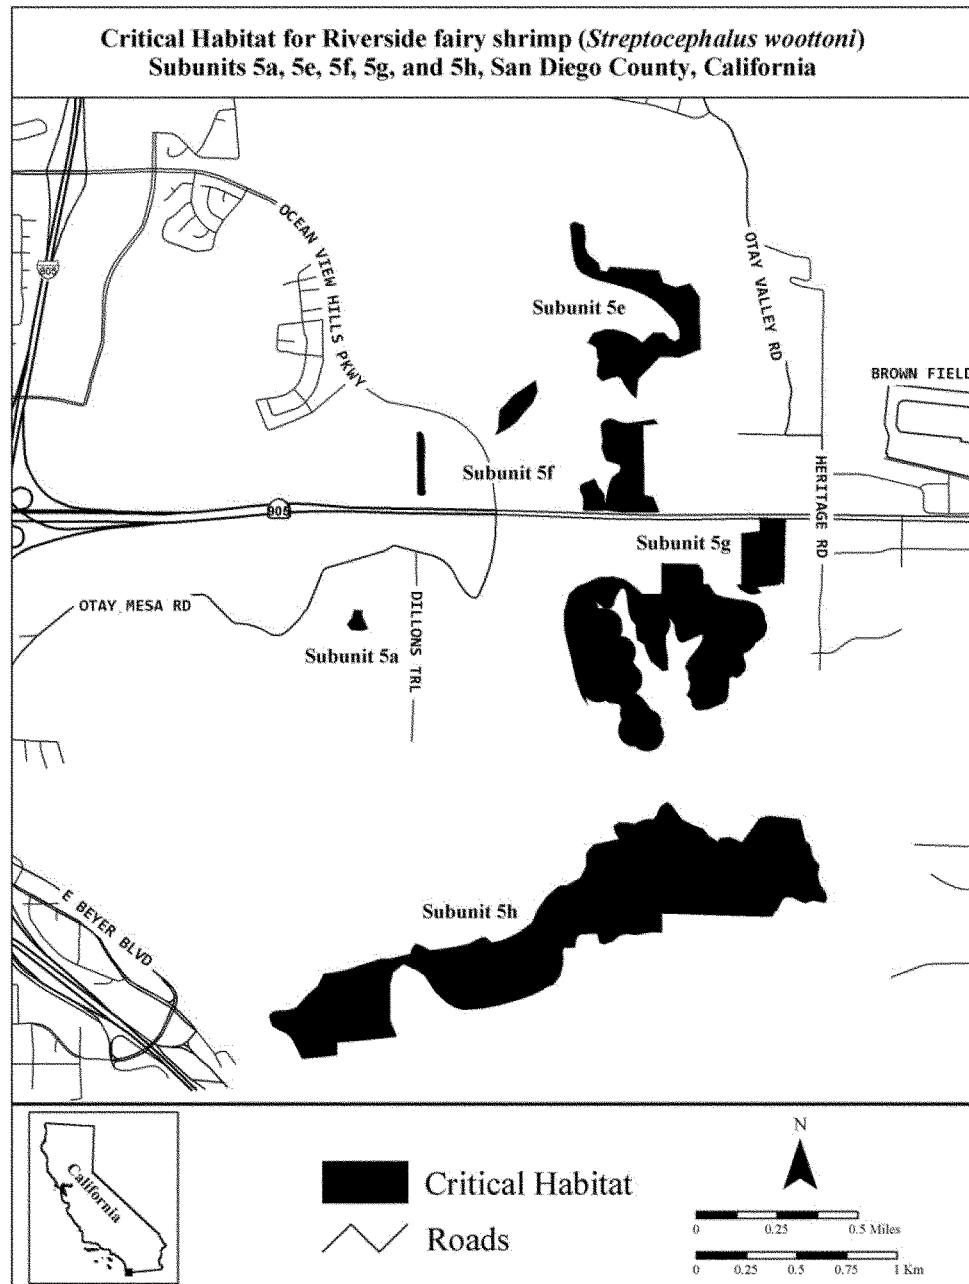 Critical Habitat for Riverside fairy shrimp (Streptocephalus woottoni)
Subunits 5a, 5e, 5f, 5g, and 5h, San Diego County, California
805
OCEAN VIEW HILLS PKWY
OTAY VALLEY RD
Subunit 5e
BROWN FIELD
Subunit 5f
HERITAGE RD
905
Subunit 5g
OTAY MESA RD
DILLONS TRL
Subunit 5a
E BEYER BLVD
Subunit 5h
California
Critical Habitat
Roads
N
0 0.25 0.5 Miles
0 0.25 0.5 0.75 1 Km